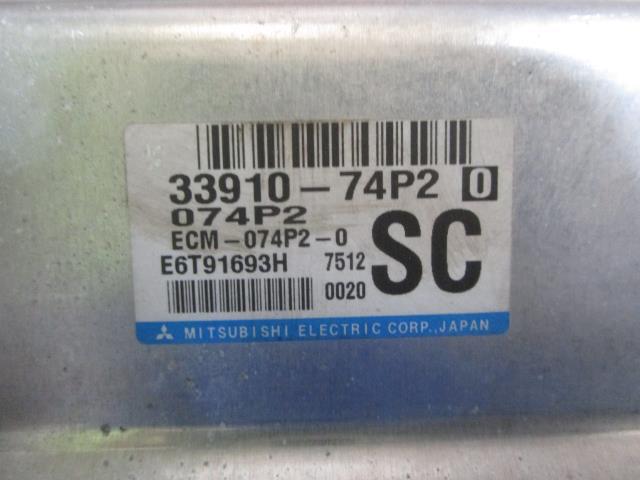 33910-74P2 0
074P2
ECM-074P2-0
E6T91693H 7512
SC
0020
MITSUBISHI ELECTRIC CORP., JAPAN